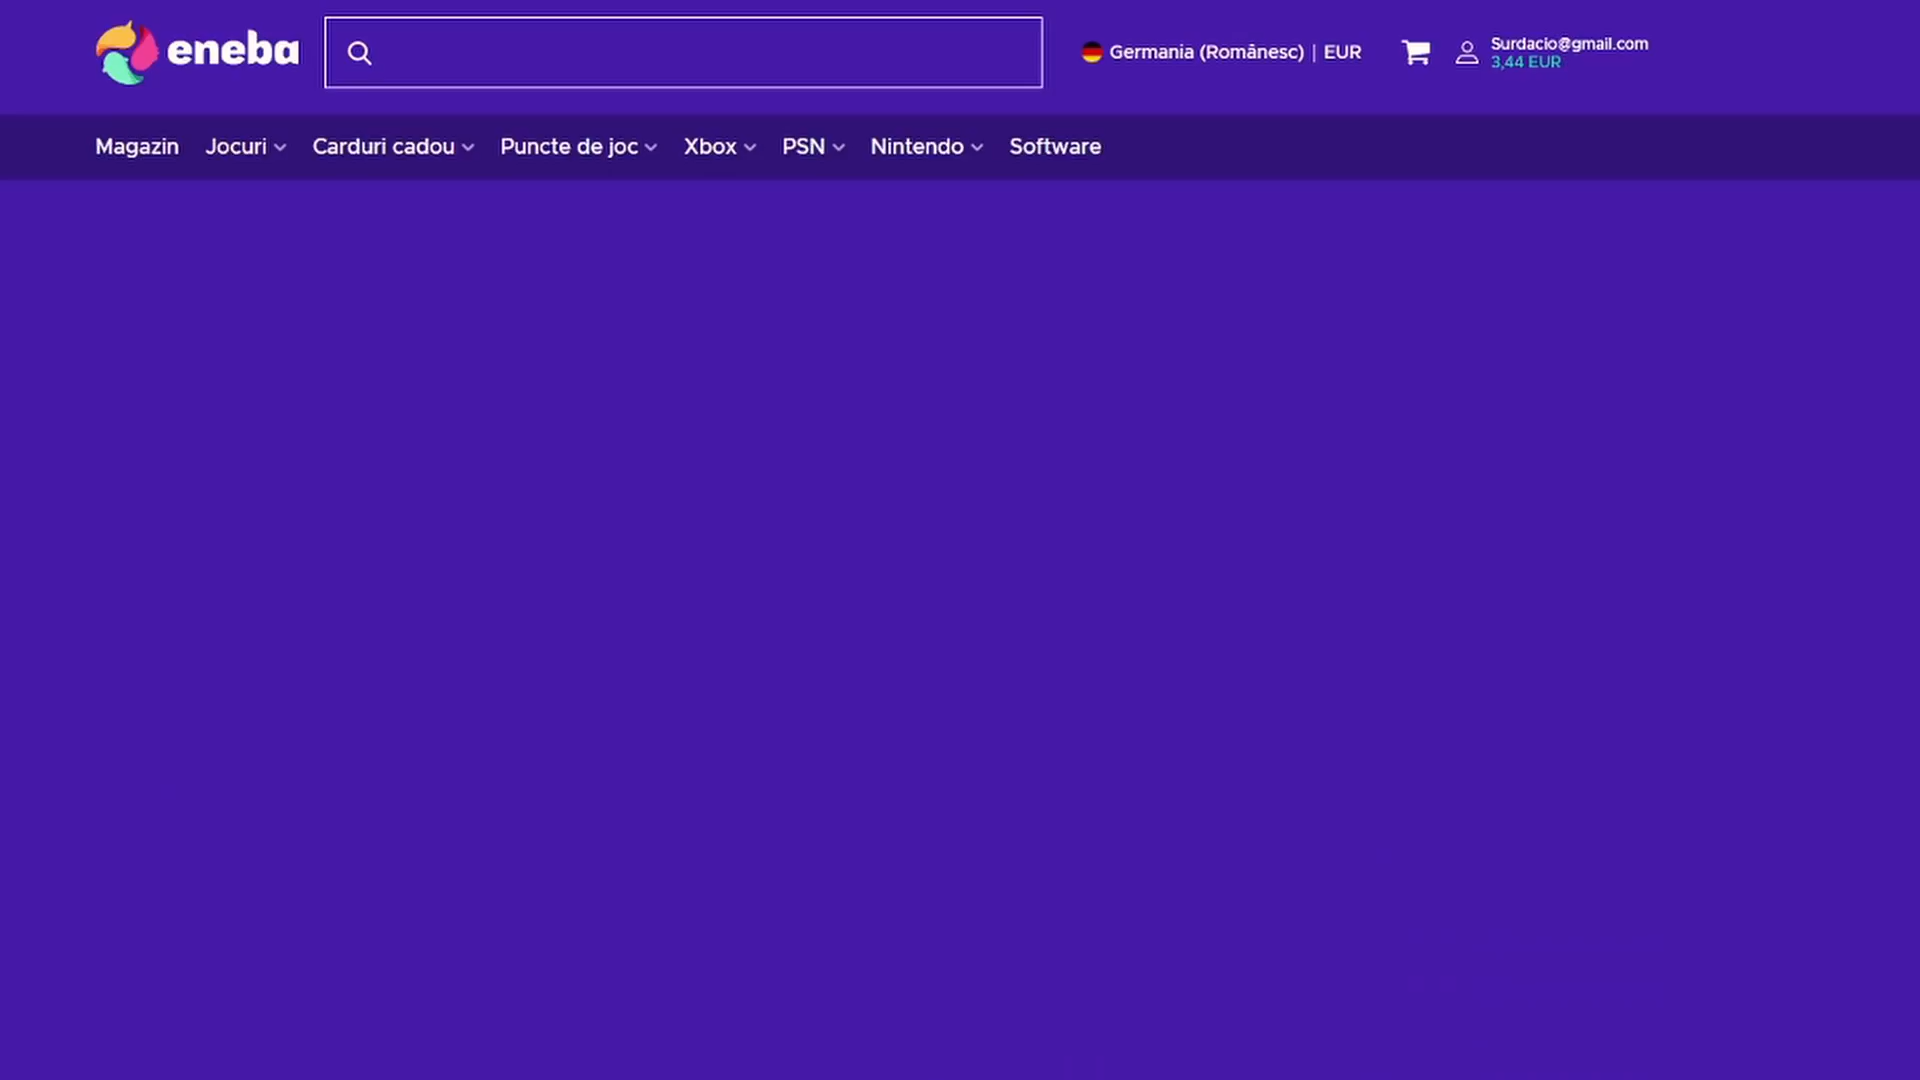 eneba
Germania (Românesc) | EUR
Surdacio@gmail.com
3,44 EUR
Magazin Jocuri Carduri cadou Puncte de joc Xbox PSN Nintendo Software